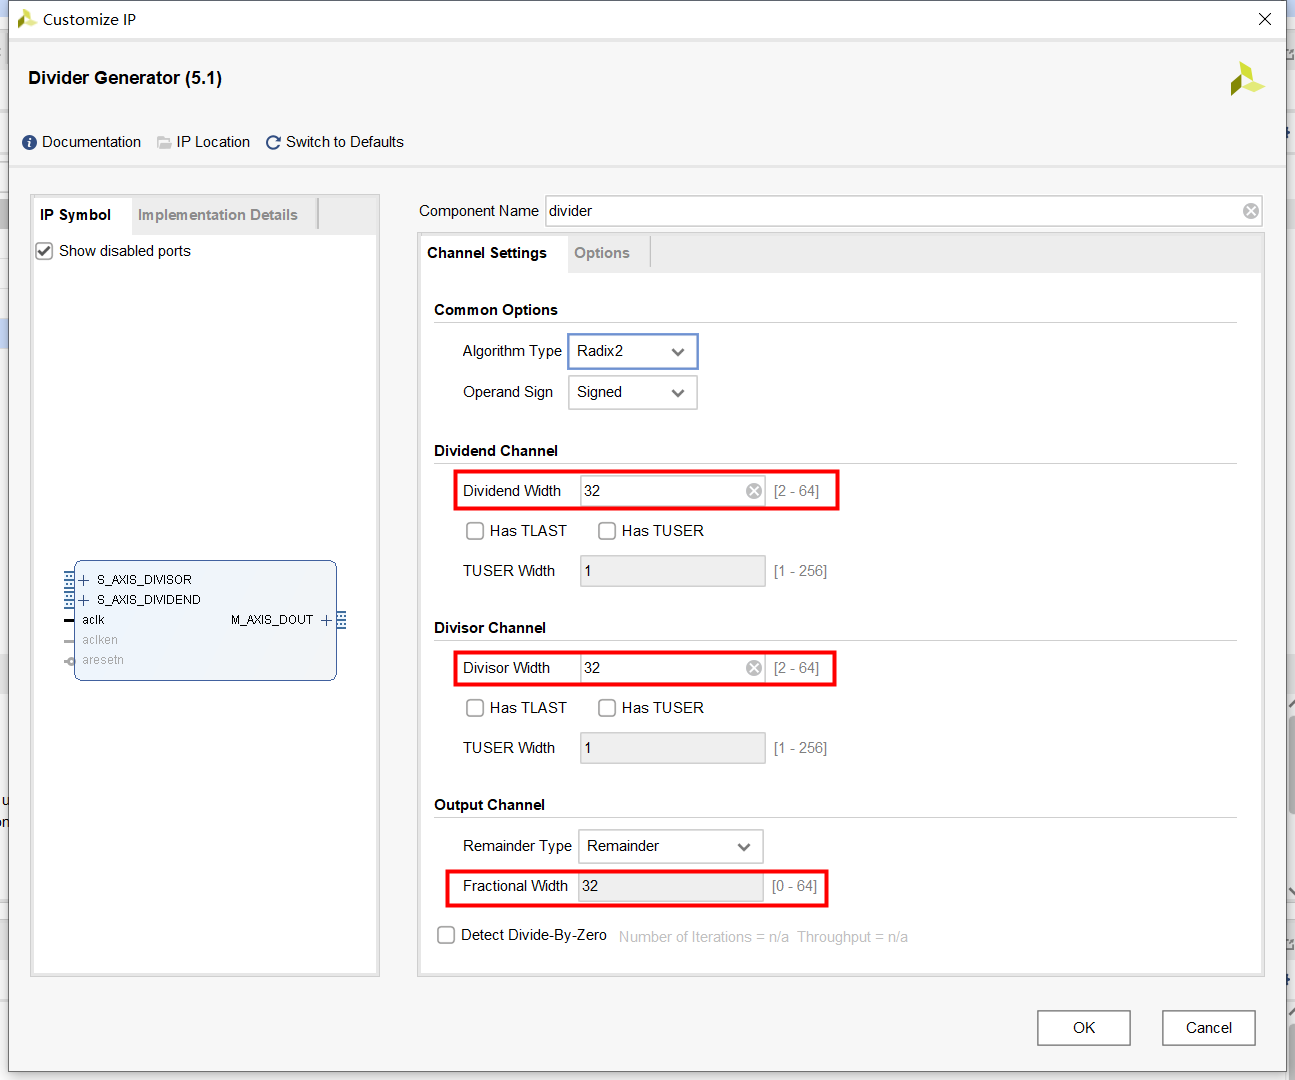 Customize IP
Divider Generator (5.1)
Documentation IP Location Switch to Defaults
IP Symbol Implementation Details
Show disabled ports
S_AXIS_DIVISOR
S_AXIS_DIVIDEND
aclk M_AXIS_DOUT
aclken
aresetn
Component Name divider
Channel Settings Options
Common Options
Algorithm Type Radix2
Operand Sign Signed
Dividend Channel
Dividend Width 32 [2 - 64]
Has TLAST Has TUSER
TUSER Width 1 [1 - 256]
Divisor Channel
Divisor Width 32 [2 - 64]
Has TLAST Has TUSER
TUSER Width 1 [1 - 256]
Output Channel
Remainder Type Remainder
Fractional Width 32 [0 - 64]
Detect Divide-By-Zero Number of Iterations = n/a Throughput = n/a
OK Cancel